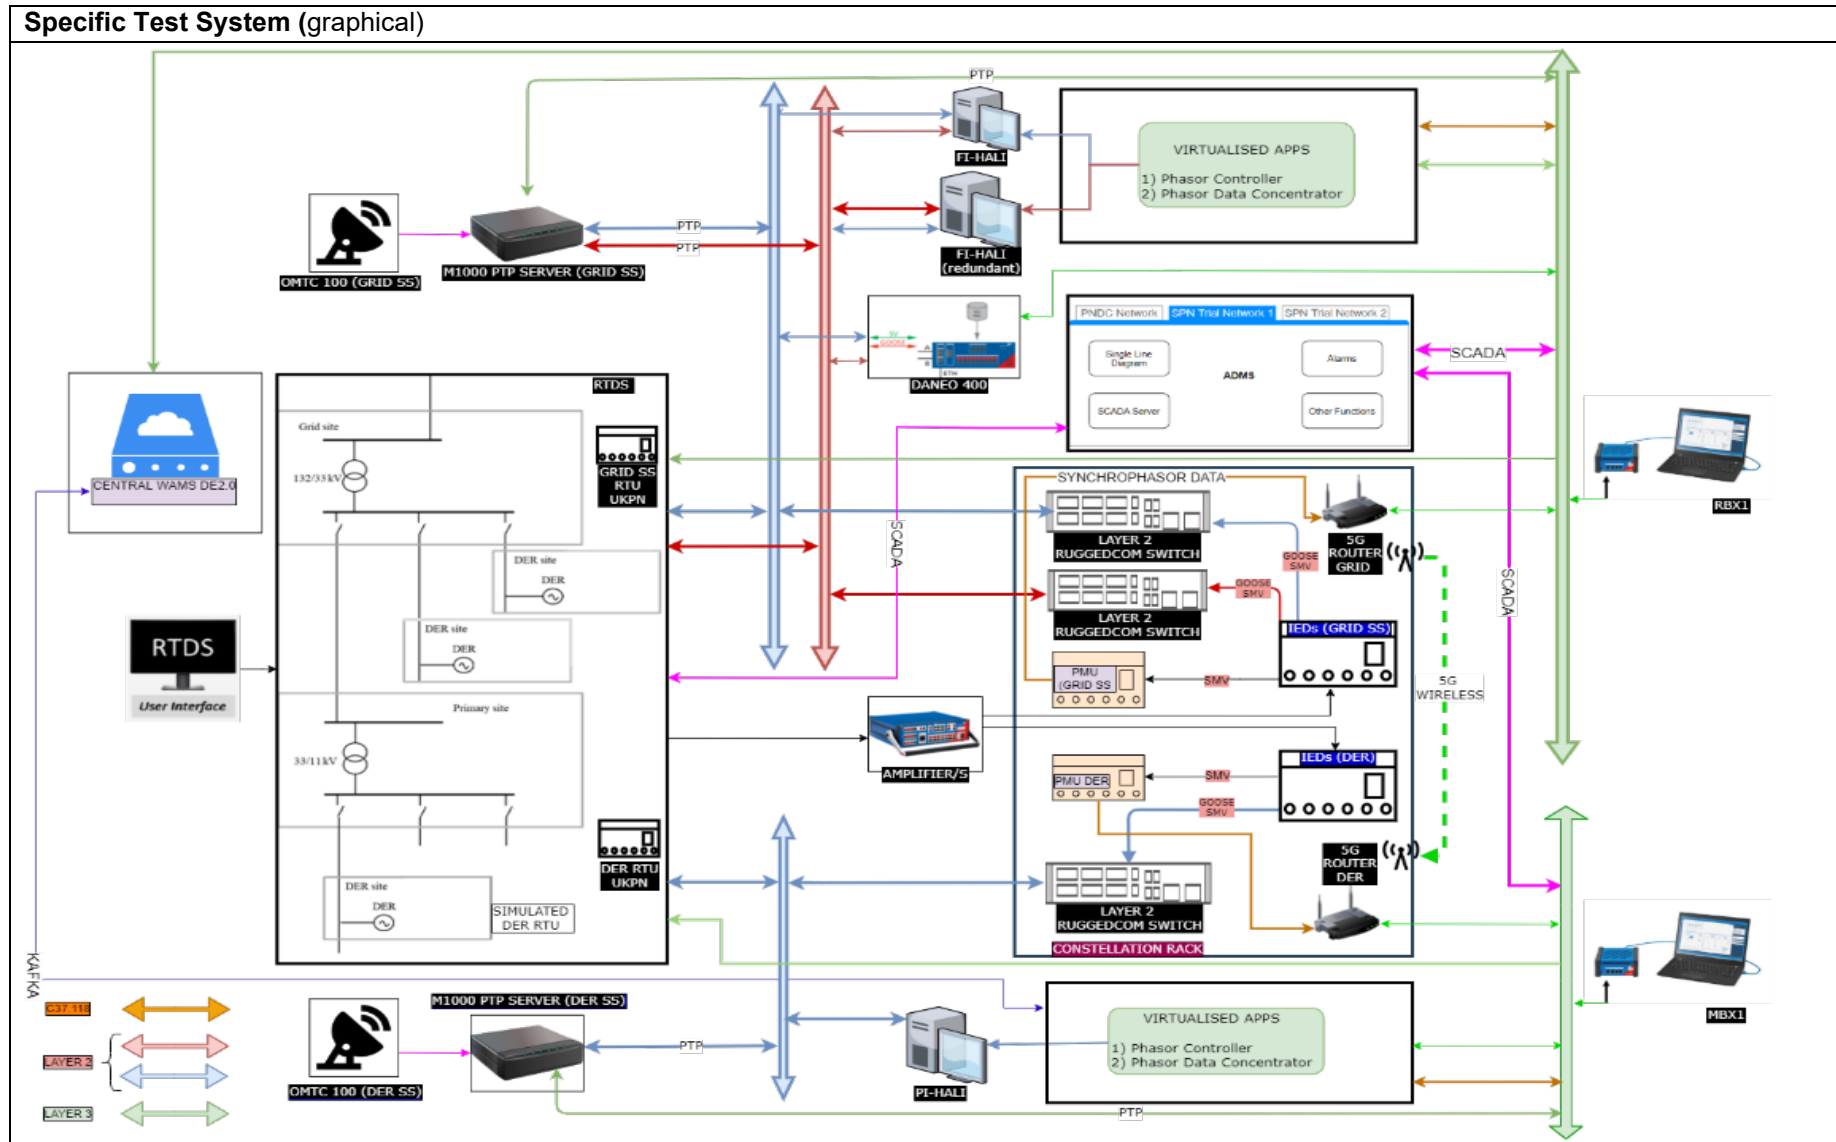 Specific Test System (graphical)
PTP
FI-HALI
VIRTUALISED APPS
1) Phasor Controller
2) Phasor Data Concentrator
OMTC 100 (GRID SS)
M1000 PTP SERVER (GRID SS)
PTP
PTP
FI-HALI
(redundant)
SV
GOOSE
A
B
ETH
DANEO 400
PNDC Network
SPN Trial Network 1
SPN Trial Network 2
Single Line
Diagram
Alarms
ADMS
SCADA Server
Other Functions
SCADA
CENTRAL WAMS DE2.0
RTDS
Grid site
132/33kV
GRID SS
RTU
UKPN
DER site
DER
DER site
DER
Primary site
33/11kV
DER RTU
UKPN
DER site
DER
SIMULATED
DER RTU
RTDS
User Interface
SCADA
SYNCHROPHASOR DATA
LAYER 2
RUGGEDCOM SWITCH
5G
ROUTER
GRID
GOOSE
SMV
GOOSE
SMV
LAYER 2
RUGGEDCOM SWITCH
IEDs (GRID SS)
PMU
(GRID SS
SMV
SCADA
5G
WIRELESS
AMPLIFIER/S
IEDs (DER)
PMU DER
SMV
GOOSE
SMV
5G
ROUTER
DER
LAYER 2
RUGGEDCOM SWITCH
CONSTELLATION RACK
RBX1
MBX1
KAFKA
C37.118
LAYER 2
LAYER 3
M1000 PTP SERVER (DER SS)
OMTC 100 (DER SS)
PTP
PI-HALI
VIRTUALISED APPS
1) Phasor Controller
2) Phasor Data Concentrator
PTP